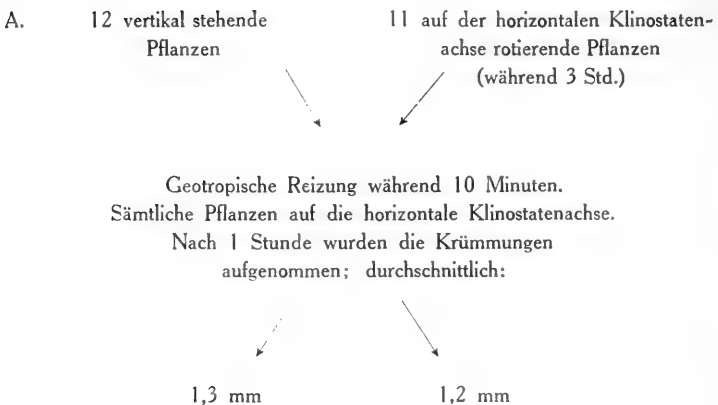 A. 12 vertikal stehende
Pflanzen
11 auf der horizontalen Klinostaten-
achse rotierende Pflanzen
(während 3 Std.)
Geotropische Reizung während 10 Minuten.
Sämtliche Pflanzen auf die horizontale Klinostatenachse.
Nach 1 Stunde wurden die Krümmungen
aufgenommen; durchschnittlich:
1,3 mm 1,2 mm